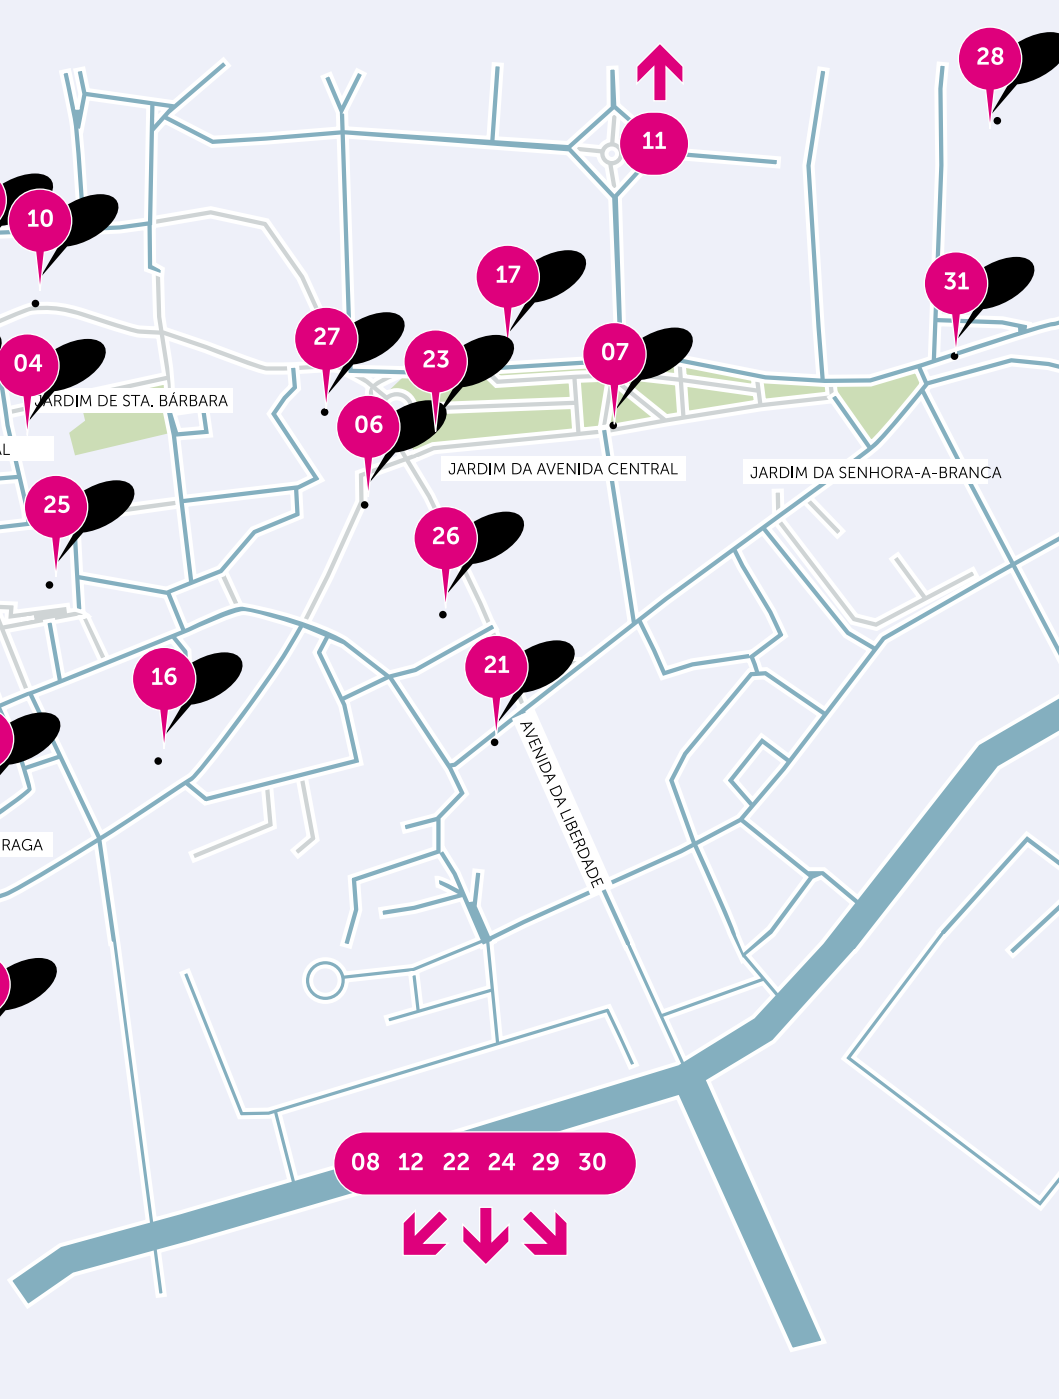 28
11
10
17
31
27
07
23
04
JARDIM DE STA. BÁRBARA
06
AL
JARDIM DA AVENIDA CENTRAL
JARDIM DA SENHORA-A-BRANCA
25
26
21
16
AVENIDA DA LIBERDADE
RAGA
08 12 22 24 29 30